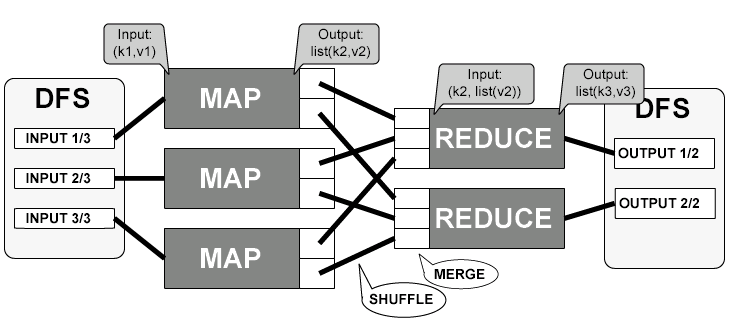 Input:
(k1,v1)
Output:
list(k2,v2)
Input:
(k2, list(v2))
Output:
list(k3,v3)
DFS
INPUT 1/3
INPUT 2/3
INPUT 3/3
MAP
MAP
MAP
REDUCE
REDUCE
DFS
OUTPUT 1/2
OUTPUT 2/2
MERGE
SHUFFLE